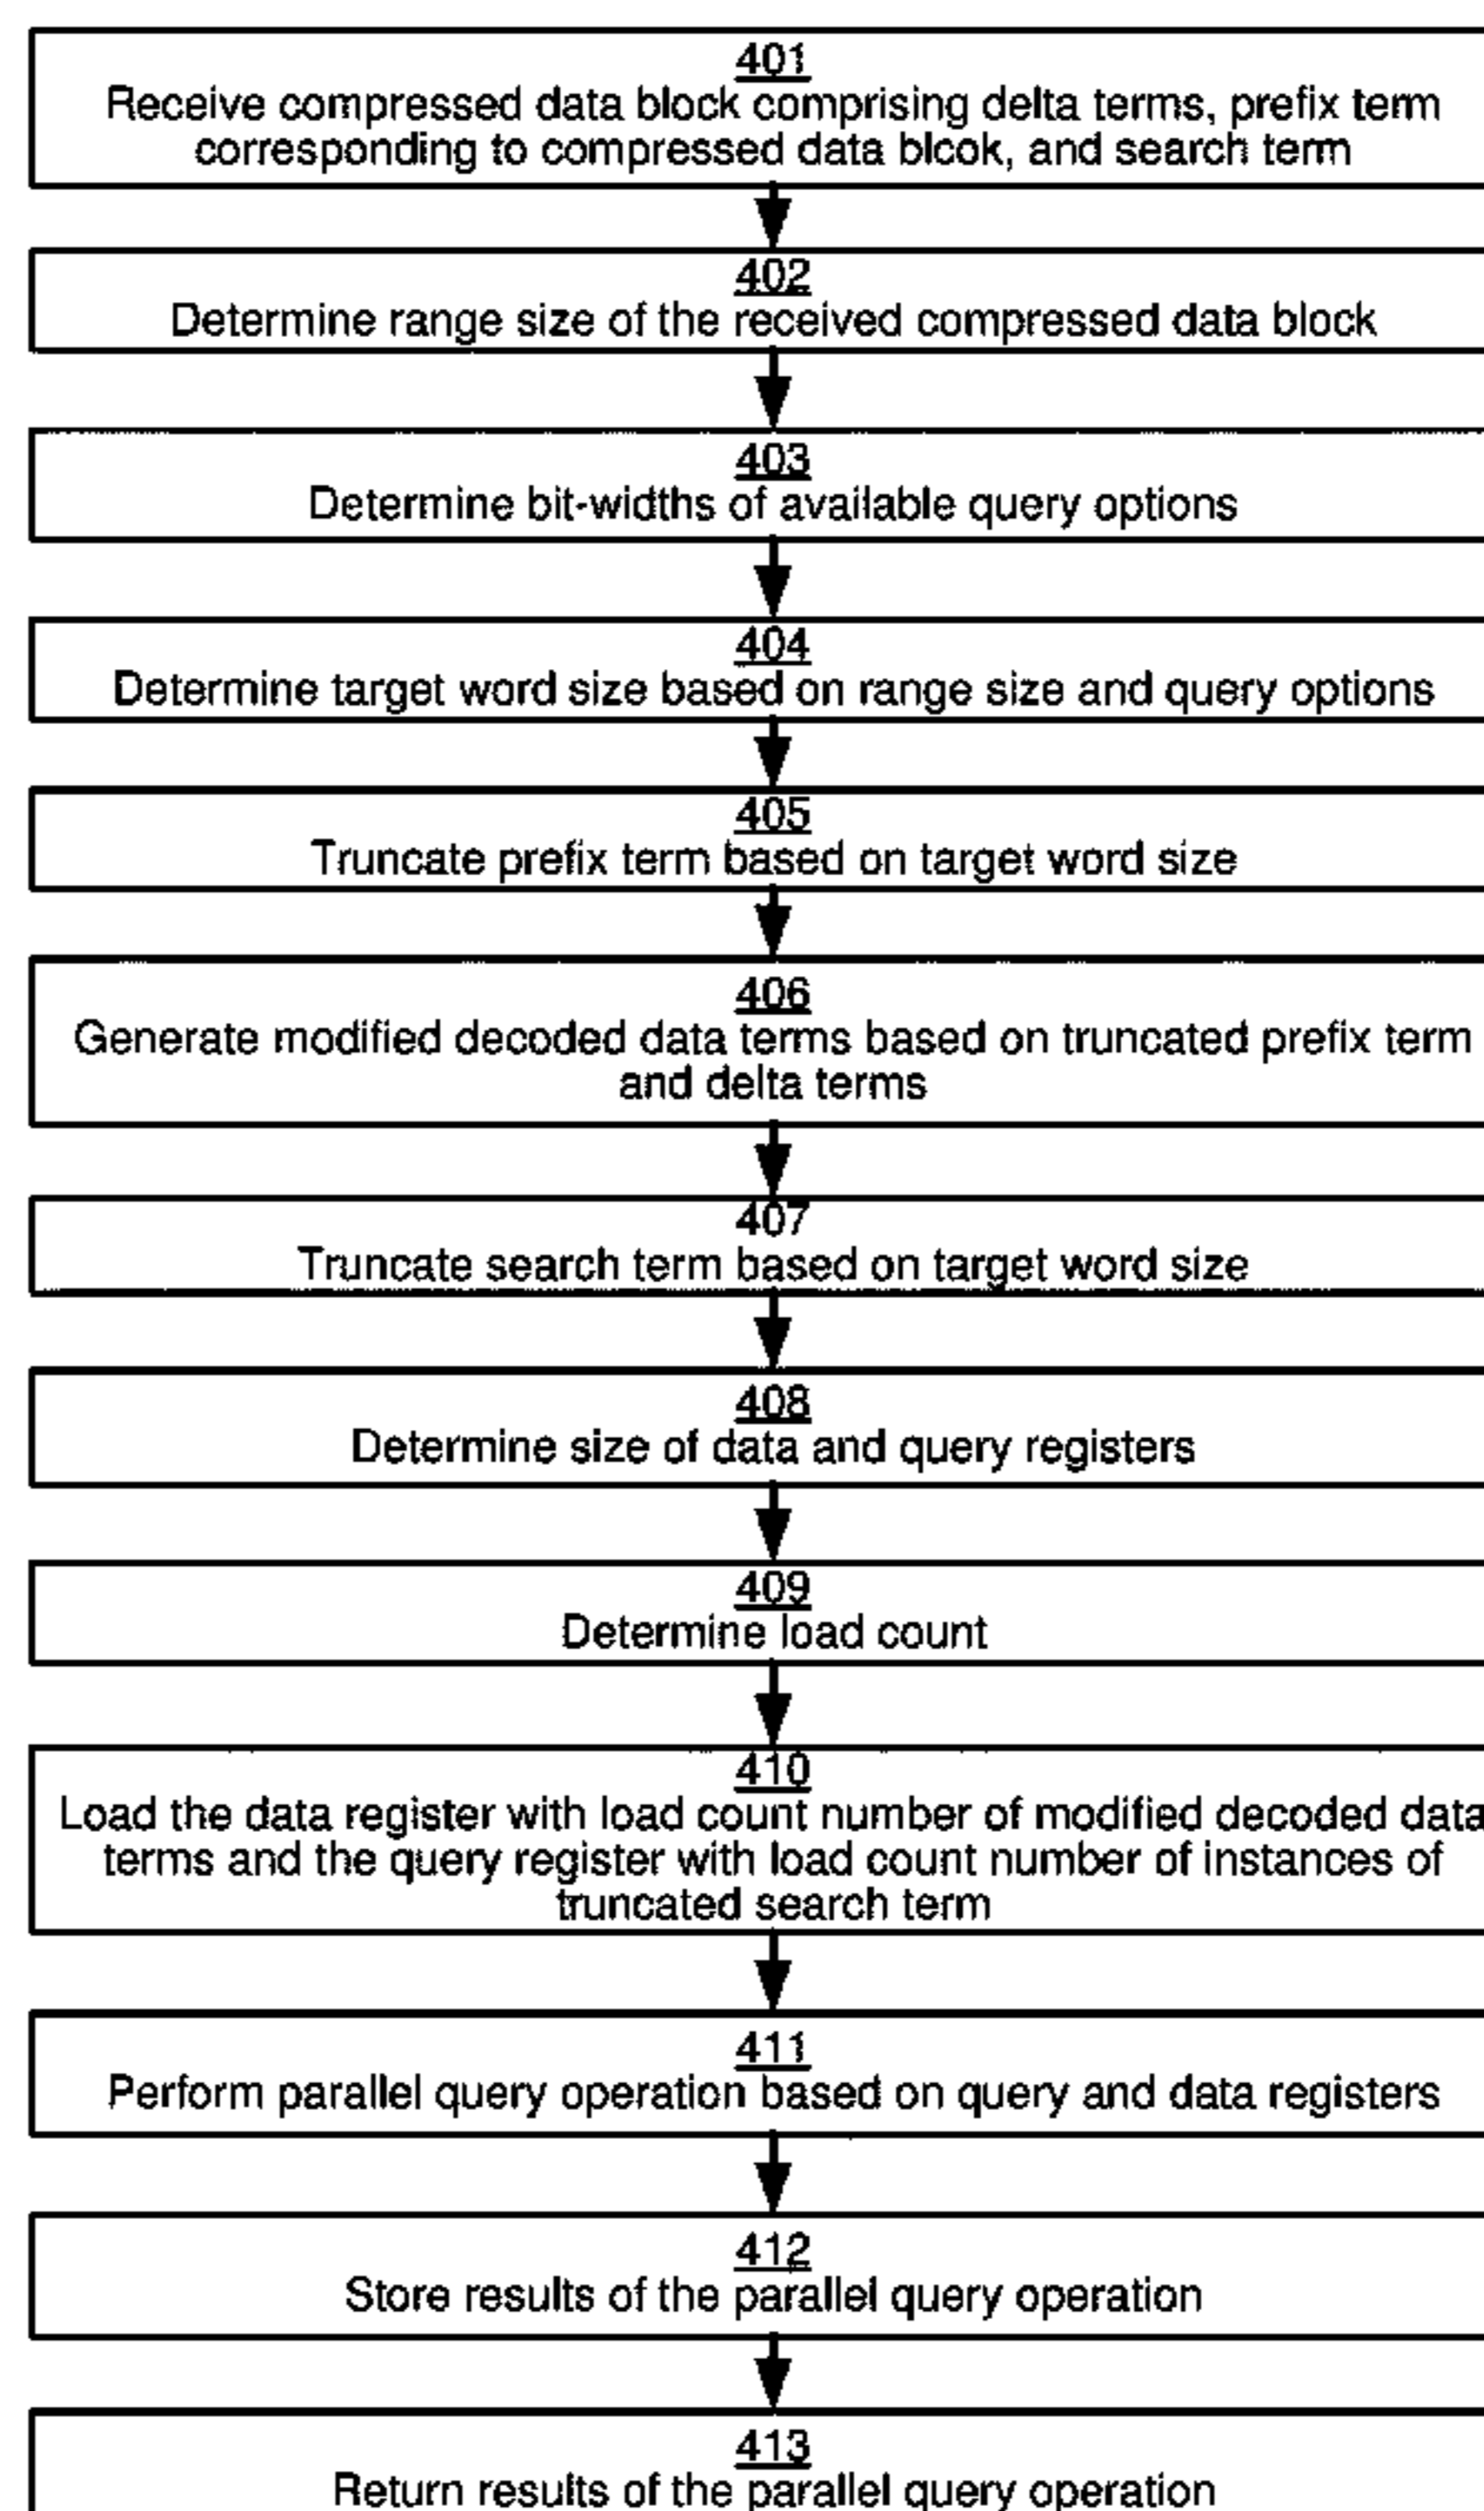 401
Receive compressed data block comprising delta terms, prefix term
corresponding to compressed data blcok, and search term
402
Determine range size of the received compressed data block
403
Determine bit-widths of available query options
404
Determine target word size based on range size and query options
405
Truncate prefix term based on target word size
406
Generate modified decoded data terms based on truncated prefix term
and delta terms
407
Truncate search term based on target word size
408
Determine size of data and query registers
409
Determine load count
410
Load the data register with load count number of modified decoded data
terms and the query register with load count number of instances of
truncated search term
411
Perform parallel query operation based on query and data registers
412
Store results of the parallel query operation
413
Return results of the parallel query operation